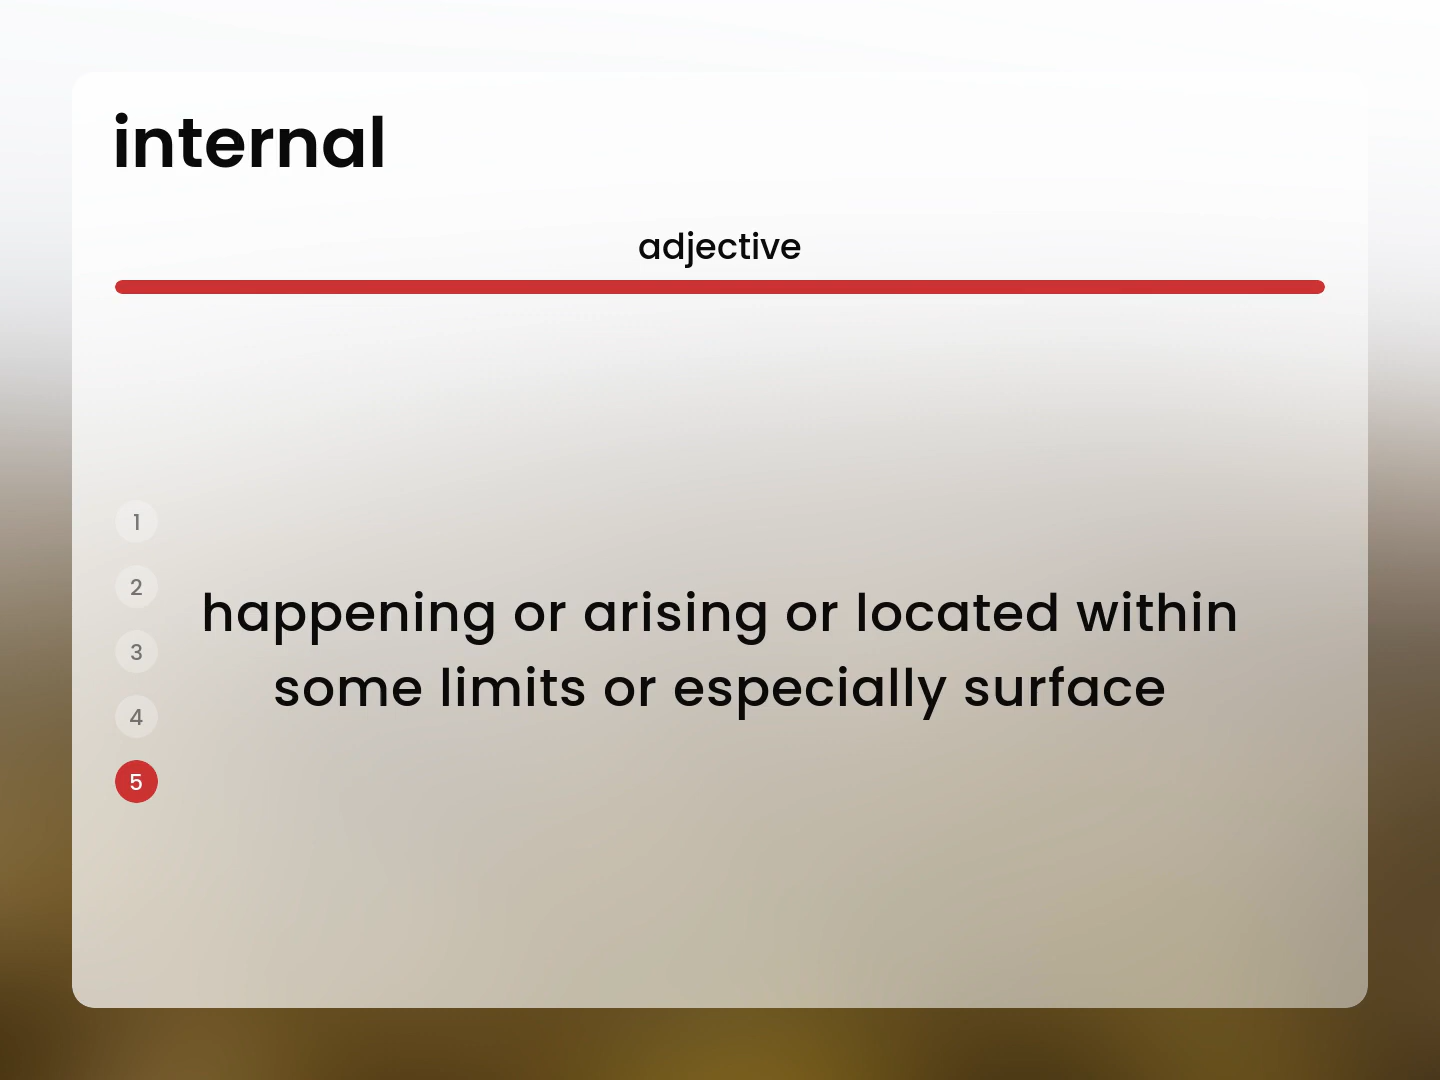 internal
adjective
1
2
3
4
5
happening or arising or located within
some limits or especially surface